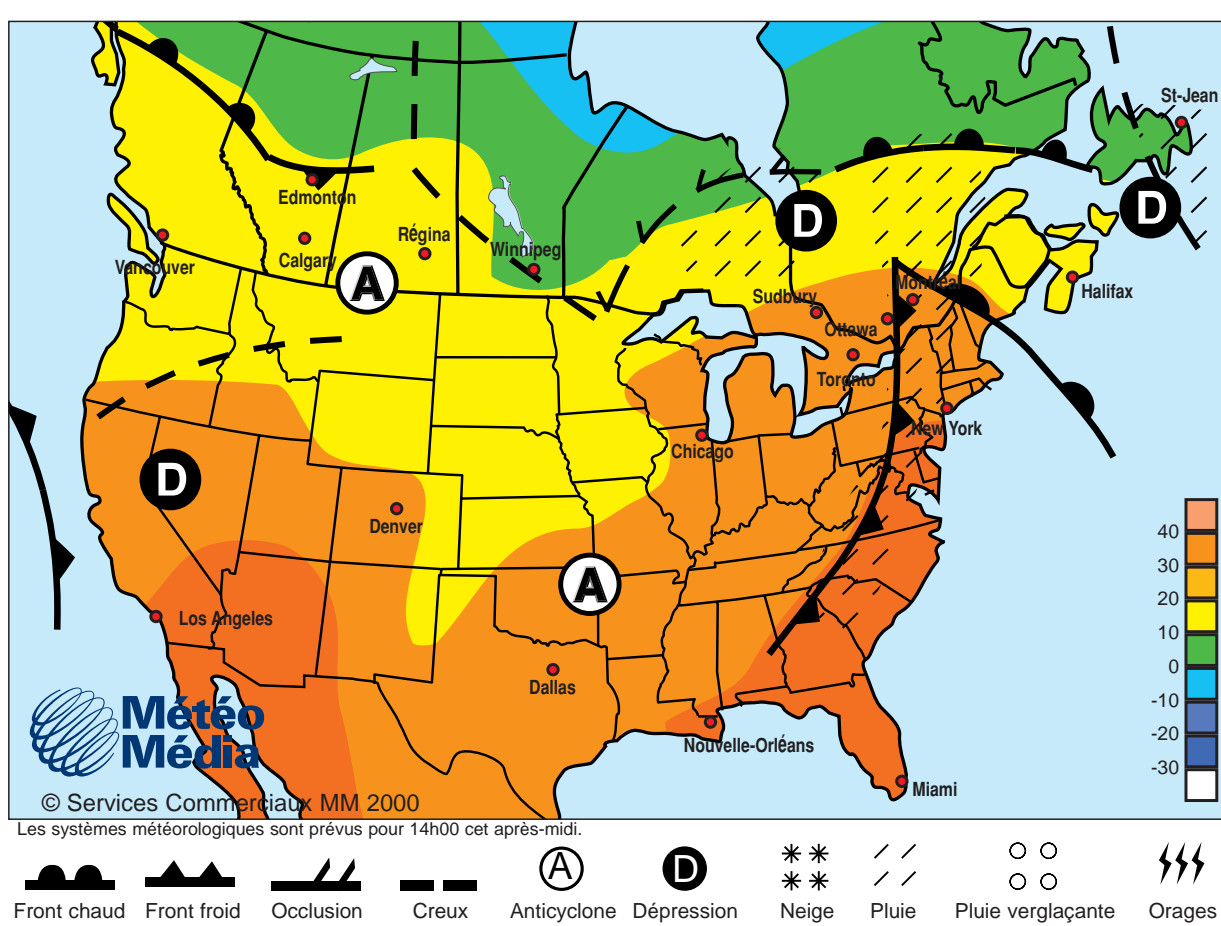 St-Jean
D
D
Edmonton
Calgary
Régina
Winnipeg
Vancouver
A
Sudbury
Montréal
Halifax
Ottawa
Toronto
New York
Chicago
D
Denver
A
Los Angeles
Dallas
Nouvelle-Orléans
Miami
40
30
20
10
0
-10
-20
-30
Météo
Média
© Services Commerciaux MM 2000
Les systèmes météorologiques sont prévus pour 14h00 cet après-midi.
A
D
Front chaud Front froid Occlusion Creux Anticyclone Dépression Neige Pluie Pluie verglaçante Orages